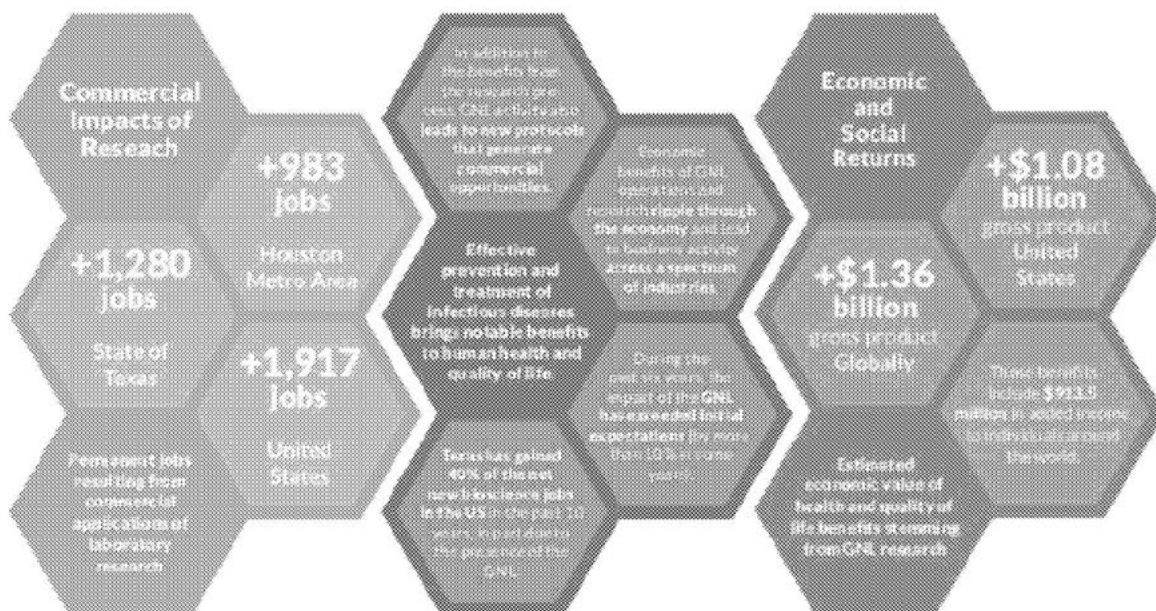 Commercial
Impacts of
Reseach
+983
jobs
Houston
Metro Area
+1,280
jobs
State of
Texas
+1,917
jobs
United
States
Permanent jobs
resulting from
commercial
applications of
laboratory
research
In addition to
the benefits from
the research pro-
cess, GNL activity also
leads to new protocols
that generate
commercial
opportunities.
Economic
benefits of GNL
operations and
research ripple through
the economy and lead
to business activity
across a spectrum
of industries.
Effective
prevention and
treatment of
infectious diseases
brings notable benefits
to human health and
quality of life.
During the
past six years, the
impact of the GNL
have exceeded initial
expectations (by more
than 10% in some
years).
Texas has gained
40% of the net
new bioscience jobs
in the US in the past 10
years, in part due to
the presence of the
GNL.
Economic
and
Social
Returns
+$1.08
billion
gross product
United
States
+$1.36
billion
gross product
Globally
Those benefits
include
million in added income
to individuals around
the world.
Estimated
economic value of
health and quality of
life benefits stemming
from GNL research